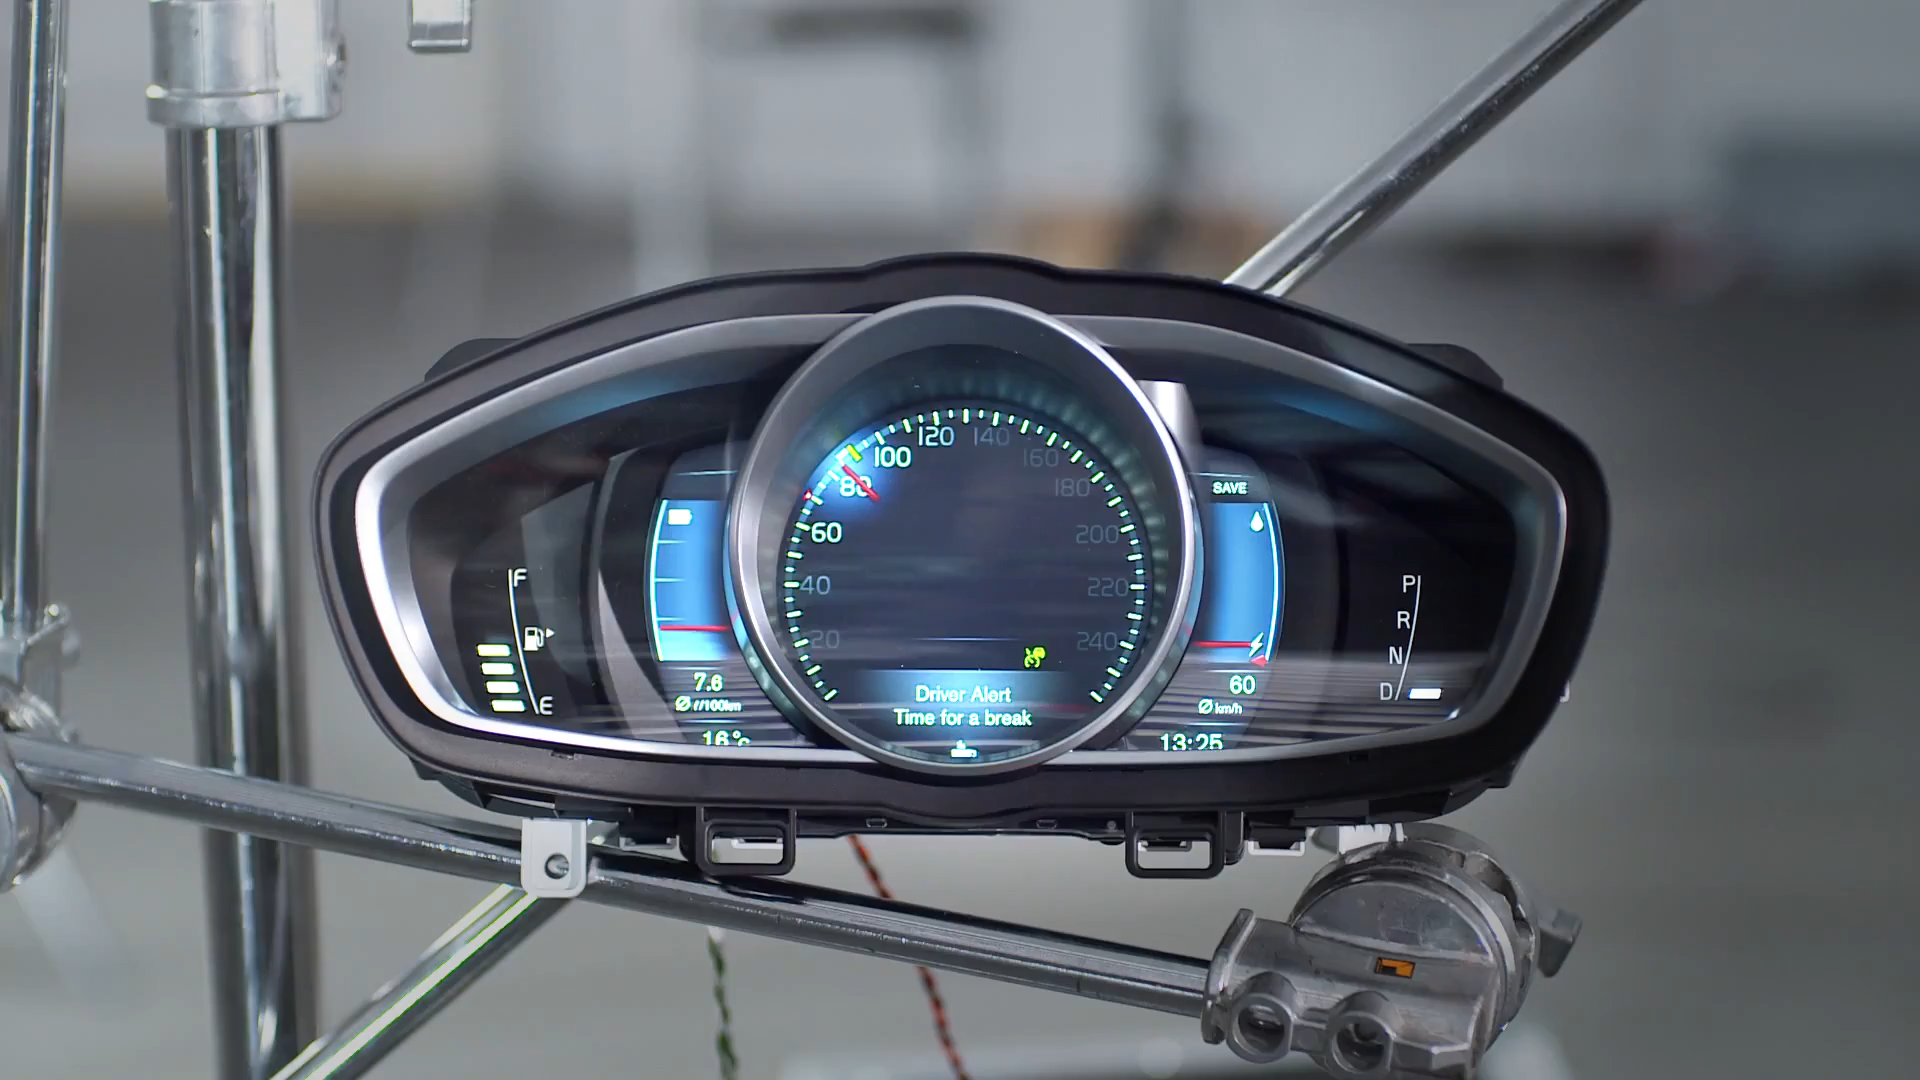 120
140
100
160
80
180
60
200
40
220
20
240
F
E
7.6
Ø l/100km
16°c
Driver Alert
Time for a break
SAVE
60
Ø km/h
13:25
P
R
N
D